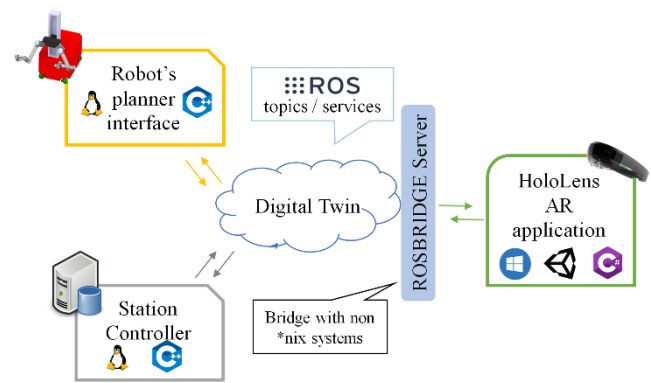 Robot's
planner
interface
C++
ROS
topics / services
Digital Twin
ROSBRIDGE Server
HoloLens
AR
application
C#
Station
Controller
C++
Bridge with non
*nix systems